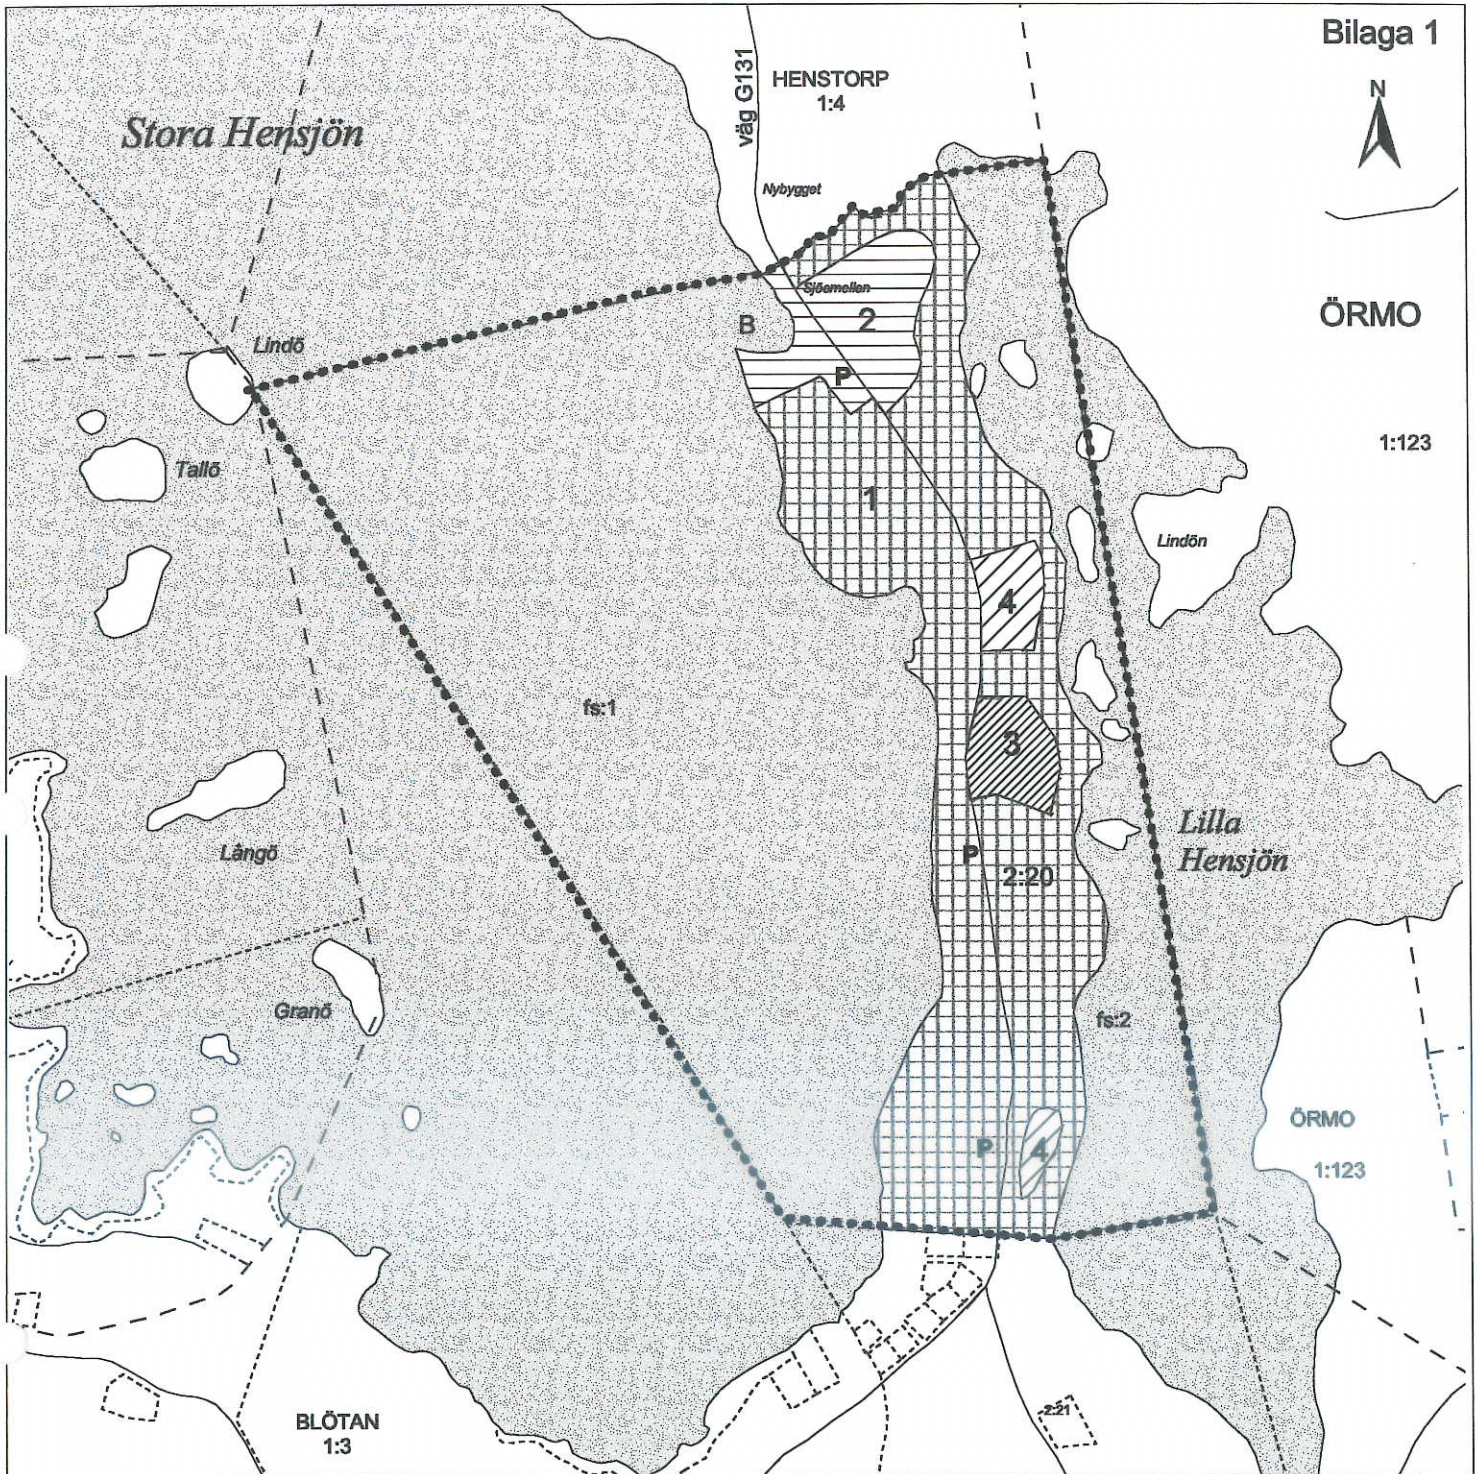 Bilaga 1
N
väg G131
HENSTORP
1:4
Stora Hensjön
Nybygget
Sjöemellan
2
B
P
ÖRMO
1:123
Lindö
Tallö
1
Lindön
4
fs:1
3
Lilla
Hensjön
Långö
P
2:20
Granö
fs:2
ÖRMO
1:123
P
4
BLÖTAN
1:3
2:21